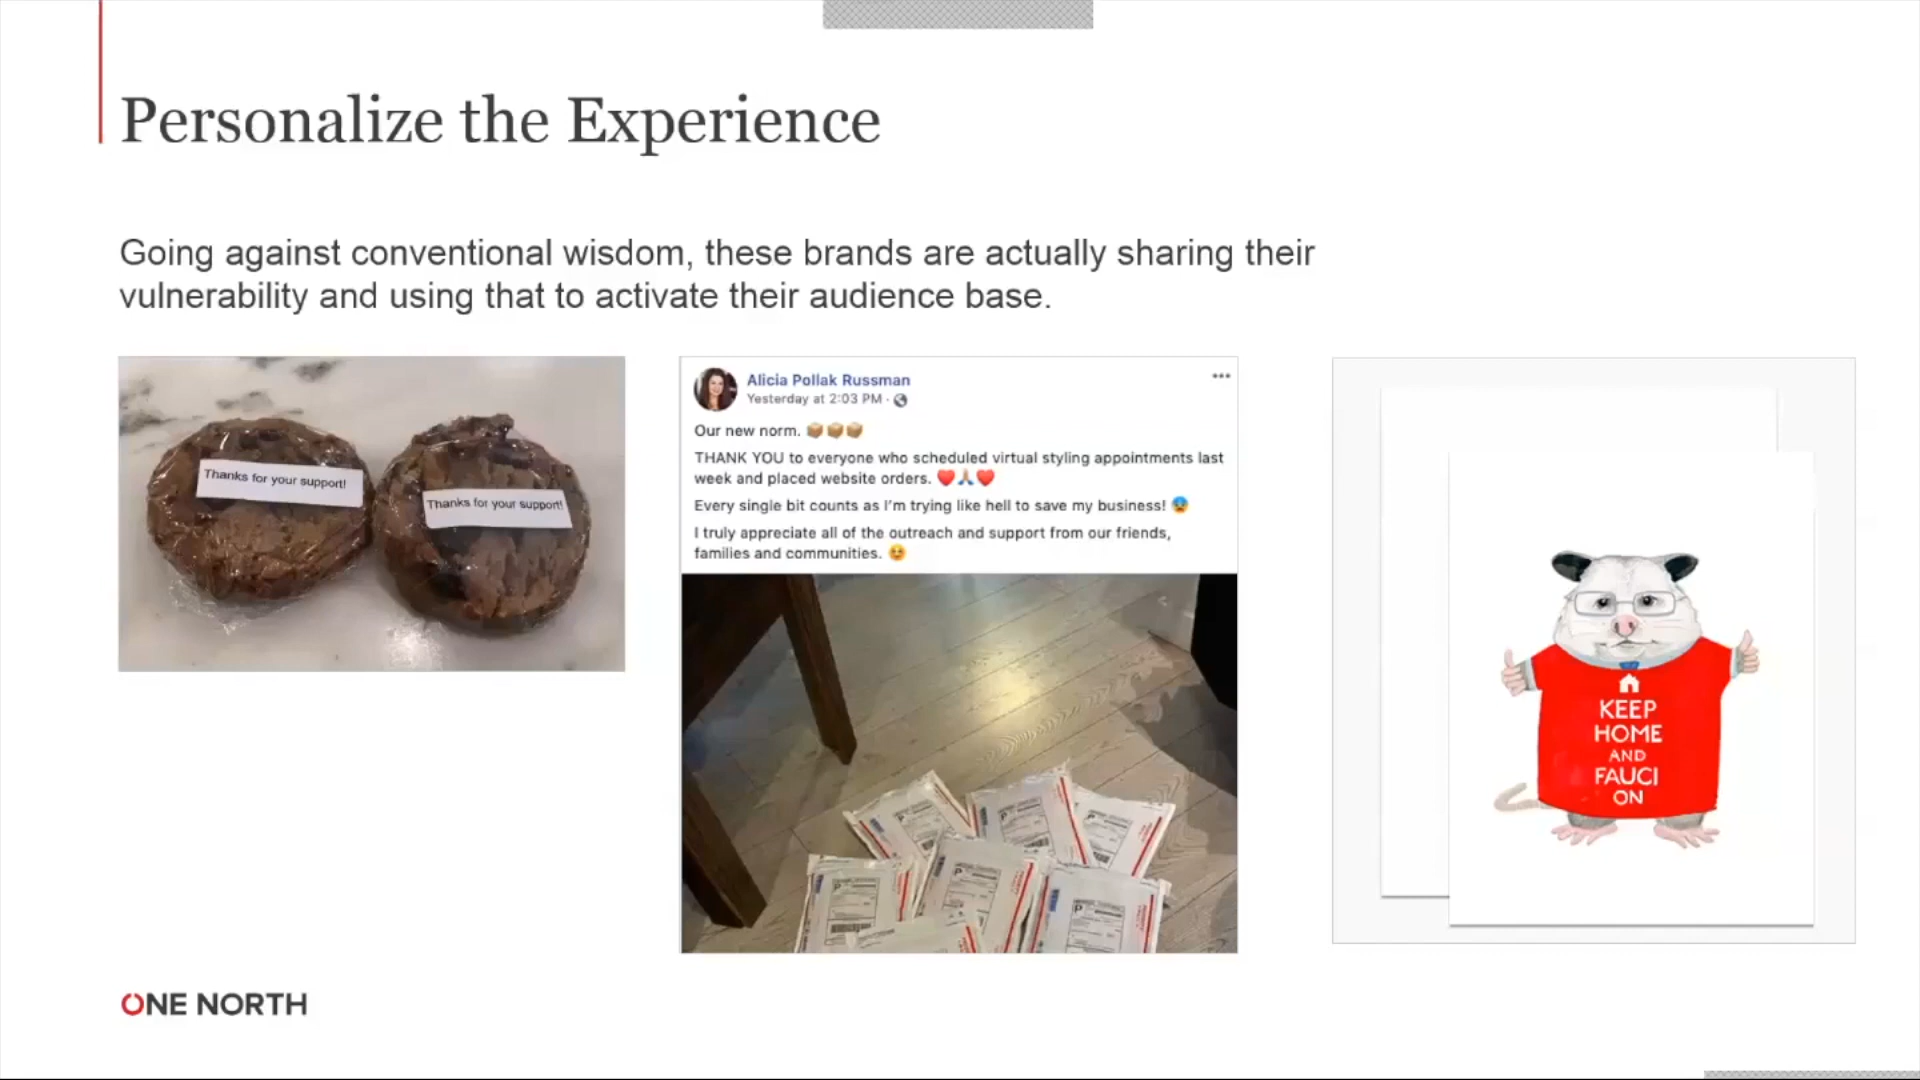 Personalize the Experience
Going against conventional wisdom, these brands are actually sharing their
vulnerability and using that to activate their audience base.
Thanks for your support!
Thanks for your support!
Alicia Pollak Russman
Yesterday at 2:03 PM ·
Our new norm. 📦📦📦
THANK YOU to everyone who scheduled virtual styling appointments last
week and placed website orders. ❤️🙏🏼❤️
Every single bit counts as I'm trying like hell to save my business! 😰
I truly appreciate all of the outreach and support from our friends,
families and communities. 😍
P
P
P
P
P
KEEP
HOME
AND
FAUCI
ON
ONE NORTH